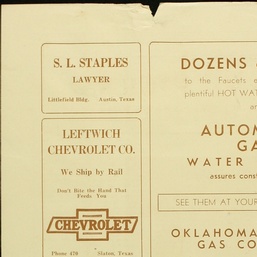 S. L. STAPLES
LAWYER
Littlefield Bldg. Austin, Texas
LEFTWICH
CHEVROLET CO.
We Ship by Rail
Don't Bite the Hand That
Feeds You
CHEVROLET
Phone 470 Slaton, Texas
DOZENS
to the Faucets
plentiful HOT WAT
AUTOM
GA
WATER
assures const
SEE THEM AT YOUR
OKLAHOMA
GAS CO